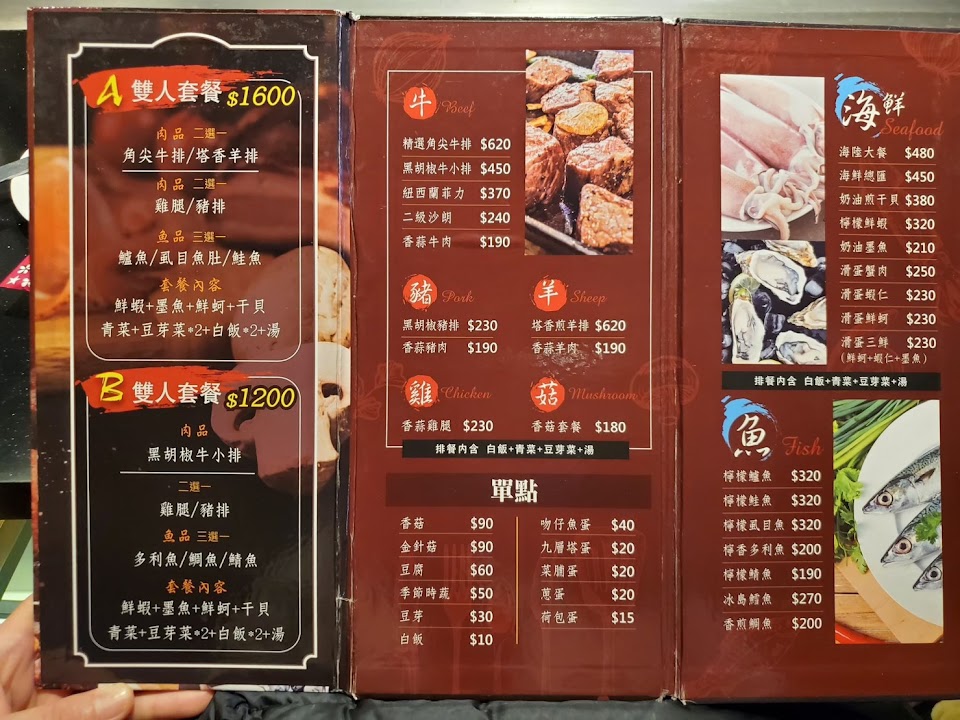 A 雙人套餐 $1600
肉品 二選一
角尖牛排/塔香羊排
肉品 二選一
雞腿/豬排
魚品 三選一
鱸魚/虱目魚肚/鮭魚
套餐內容
鮮蝦+墨魚+鮮蚵+干貝
青菜+豆芽菜*2+白飯*2+湯
B 雙人套餐 $1200
肉品
黑胡椒牛小排
二選一
雞腿/豬排
魚品 三選一
多利魚/鯛魚/鯖魚
套餐內容
鮮蝦+墨魚+鮮蚵+干貝
青菜+豆芽菜*2+白飯*2+湯
牛 Beef
精選角尖牛排 $620
黑胡椒牛小排 $450
紐西蘭菲力 $370
二級沙朗 $240
香蒜牛肉 $190
豬 Pork
黑胡椒豬排 $230
香蒜豬肉 $190
羊 Sheep
塔香煎羊排 $620
香蒜羊肉 $190
雞 Chicken
香蒜雞腿 $230
菇 Mushroom
香菇套餐 $180
排餐內含 白飯+青菜+豆芽菜+湯
單點
香菇 $90
金針菇 $90
豆腐 $60
季節時蔬 $50
豆芽 $30
白飯 $10
吻仔魚蛋 $40
九層塔蛋 $20
菜脯蛋 $20
蔥蛋 $20
荷包蛋 $15
海鮮 Seafood
海陸大餐 $480
海鮮總匯 $450
奶油煎干貝 $380
檸檬鮮蝦 $320
奶油墨魚 $210
滑蛋蟹肉 $250
滑蛋蝦仁 $230
滑蛋鮮蚵 $230
滑蛋三鮮 $230
(鮮蚵+蝦仁+墨魚)
排餐內含 白飯+青菜+豆芽菜+湯
魚 Fish
檸檬鱸魚 $320
檸檬鮭魚 $320
檸檬虱目魚 $320
檸香多利魚 $200
檸檬鯖魚 $190
冰島鱈魚 $270
香煎鯛魚 $200